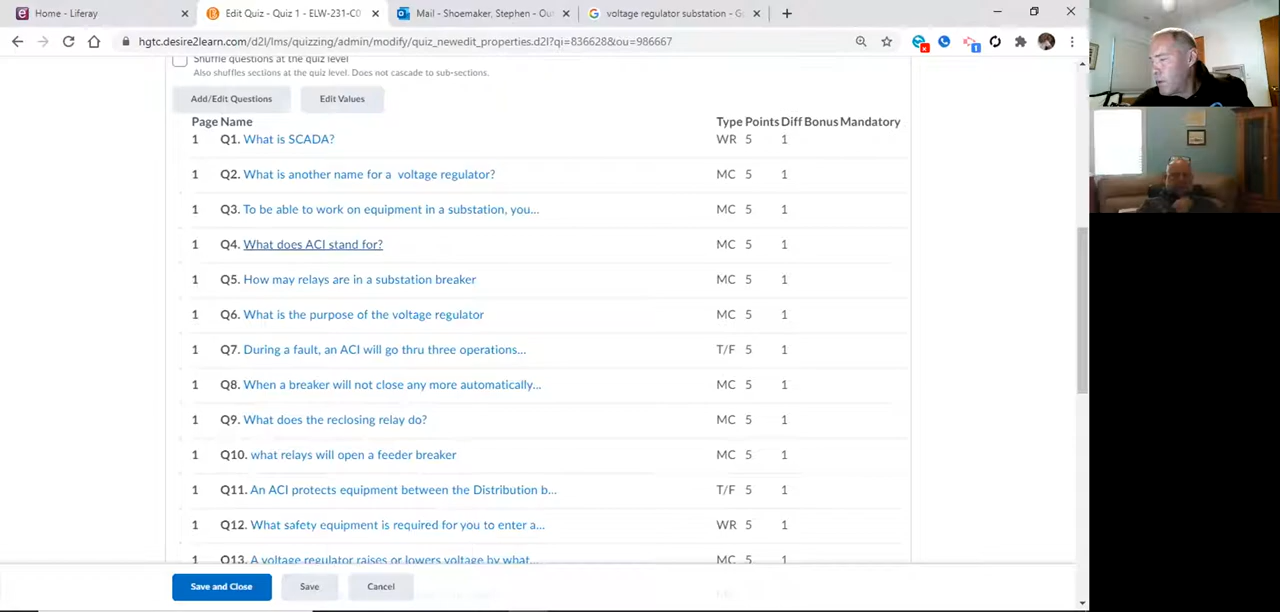 Home - Liferay
Edit Quiz - Quiz 1 - ELW-231-C0
Mail - Shoemaker, Stephen - Ou
voltage regulator substation - G
hgtc.desire2learn.com/d2l/lms/quizzing/admin/modify/quiz_newedit_properties.d2l?qi=836628&ou=986667
Shuffle questions at the quiz level
Also shuffles sections at the quiz level. Does not cascade to sub-sections.
Add/Edit Questions Edit Values
Page Name Type Points Diff Bonus Mandatory
1 Q1. What is SCADA? WR 5 1
1 Q2. What is another name for a voltage regulator? MC 5 1
1 Q3. To be able to work on equipment in a substation, you... MC 5 1
1 Q4. What does ACI stand for? MC 5 1
1 Q5. How may relays are in a substation breaker MC 5 1
1 Q6. What is the purpose of the voltage regulator MC 5 1
1 Q7. During a fault, an ACI will go thru three operations... T/F 5 1
1 Q8. When a breaker will not close any more automatically... MC 5 1
1 Q9. What does the reclosing relay do? MC 5 1
1 Q10. what relays will open a feeder breaker MC 5 1
1 Q11. An ACI protects equipment between the Distribution b... T/F 5 1
1 Q12. What safety equipment is required for you to enter a... WR 5 1
1 Q13. A voltage regulator raises or lowers voltage by what... MC 5 1
Save and Close Save Cancel